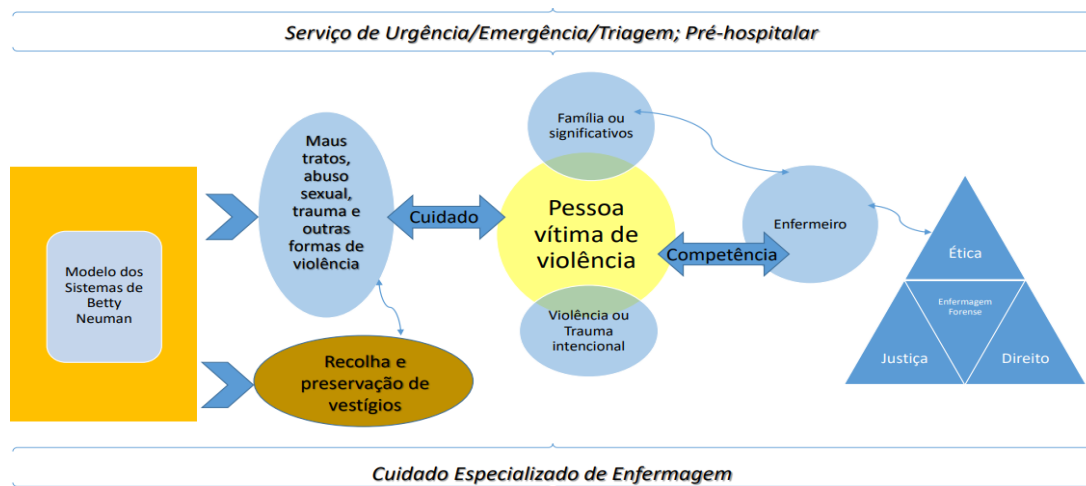 Serviço de Urgência/Emergência/Triagem; Pré-hospitalar
Modelo dos
Sistemas de
Betty
Neuman
Maus
tratos,
abuso
sexual,
trauma e
outras
formas de
violência
Recolha e
preservação de
vestígios
Cuidado
Família ou
significativos
Pessoa
vítima de
violência
Violência ou
Trauma
intencional
Competência
Enfermeiro
Ética
Enfermagem
Forense
Justiça
Direito
Cuidado Especializado de Enfermagem